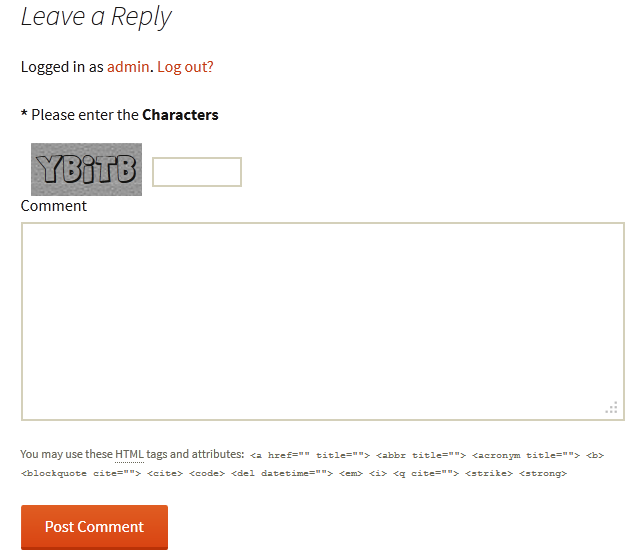 Leave a Reply
Logged in as admin. Log out?
* Please enter the Characters
YBiTB
Comment
You may use these HTML tags and attributes: <a href="" title=""> <abbr title=""> <acronym title=""> <b>
<blockquote cite=""> <cite> <code> <del datetime=""> <em> <i> <q cite=""> <strike> <strong>
Post Comment